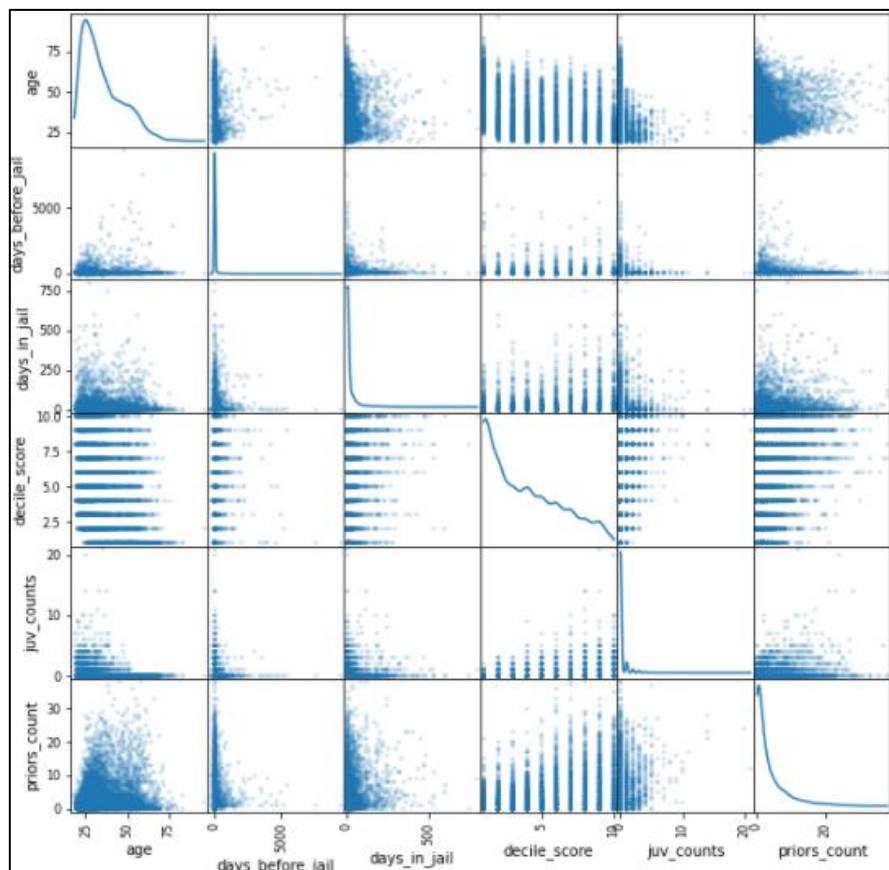 age
75
50
25
days_before_jail
5000
0
days_in_jail
750
500
250
0
decile_score
10.0
7.5
5.0
2.5
juv_counts
20
10
0
priors_count
30
20
10
0
25 50 75 0 5000 0 500 5 10 0 10 20 0 20
age days_before_jail days_in_jail decile_score juv_counts priors_count